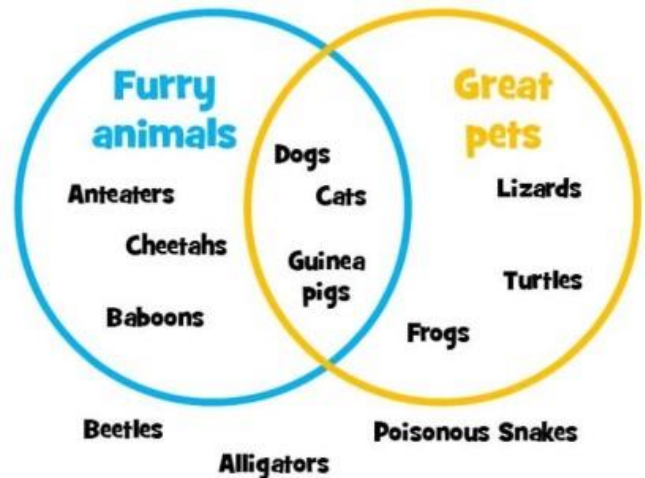 Furry
animals
Great
pets
Dogs
Anteaters
Cats
Lizards
Cheetahs
Guinea
pigs
Turtles
Baboons
Frogs
Beetles
Poisonous Snakes
Alligators